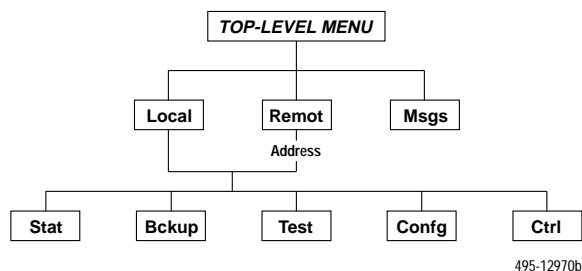 TOP-LEVEL MENU
Local Remot Msgs
Address
Stat Bckup Test Confg Ctrl
495-12970b